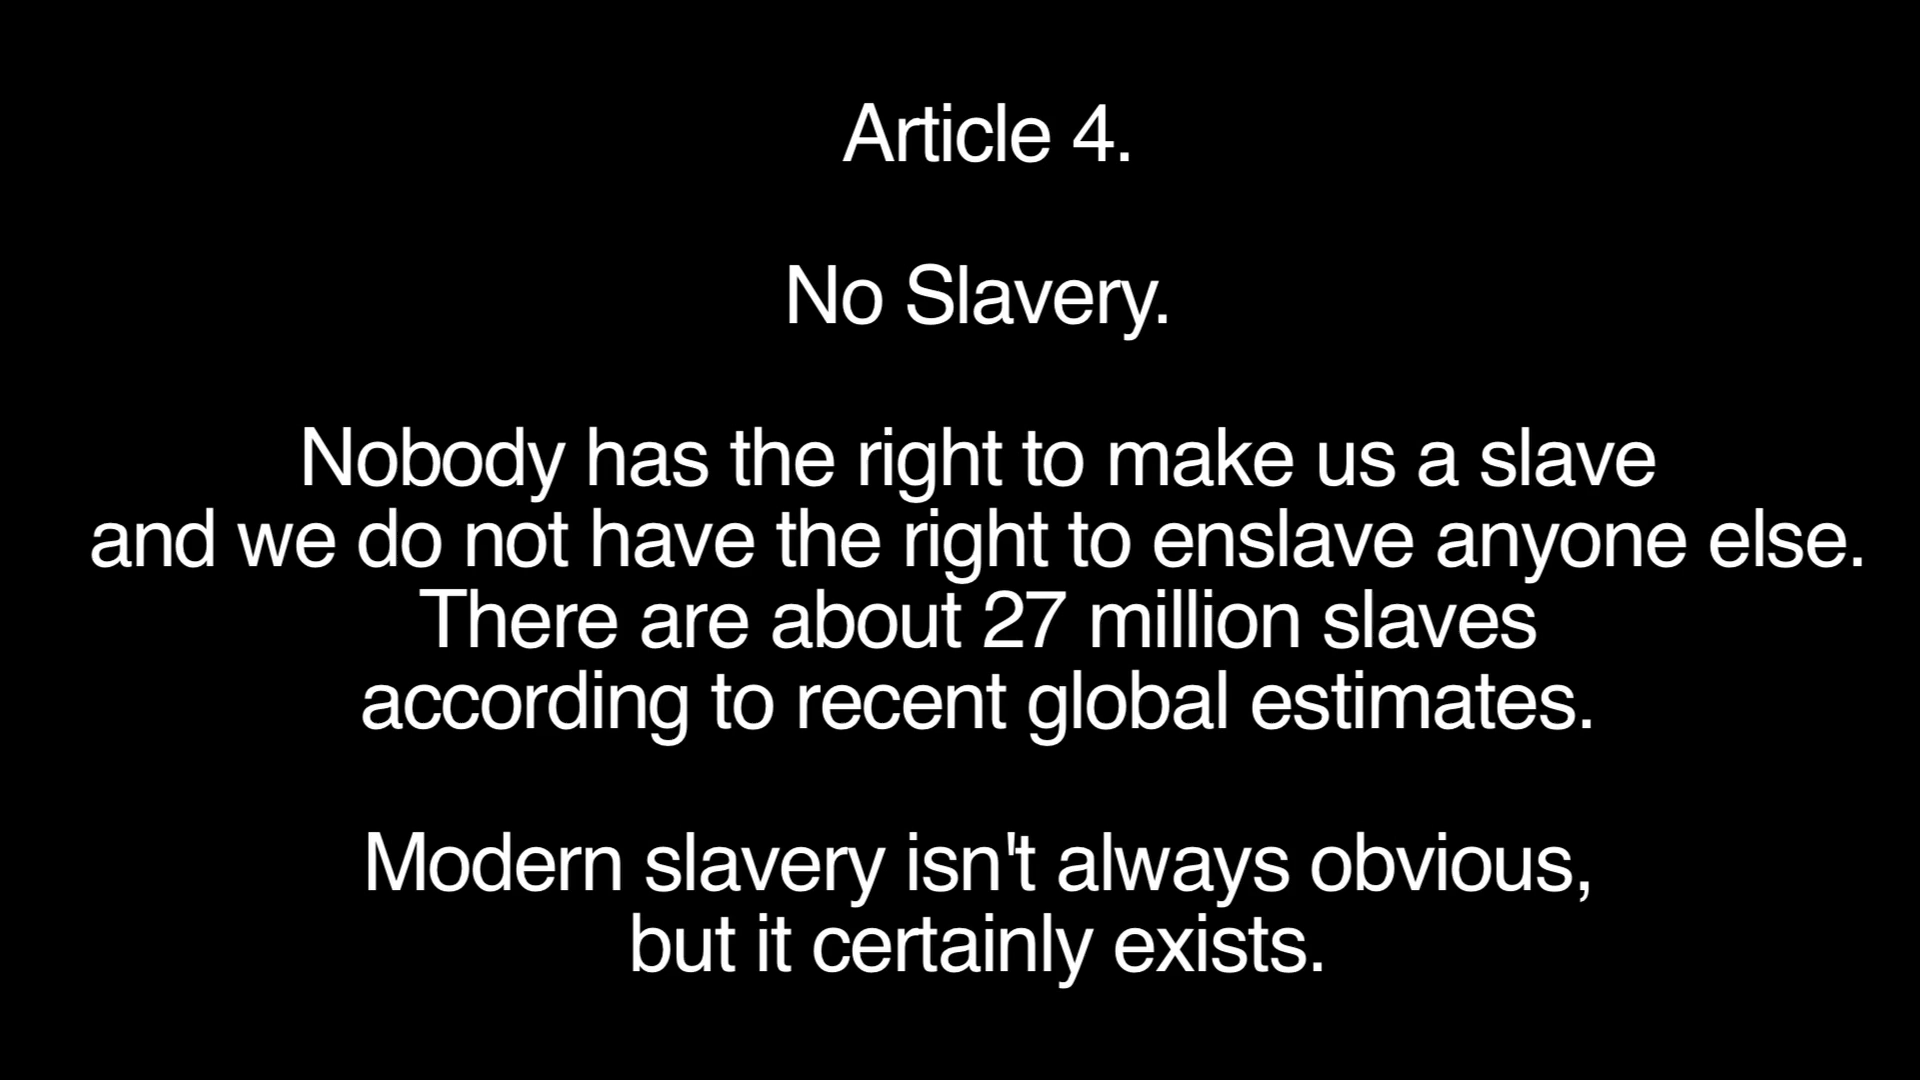 Article 4.
No Slavery.
Nobody has the right to make us a slave
and we do not have the right to enslave anyone else.
There are about 27 million slaves
according to recent global estimates.
Modern slavery isn't always obvious,
but it certainly exists.